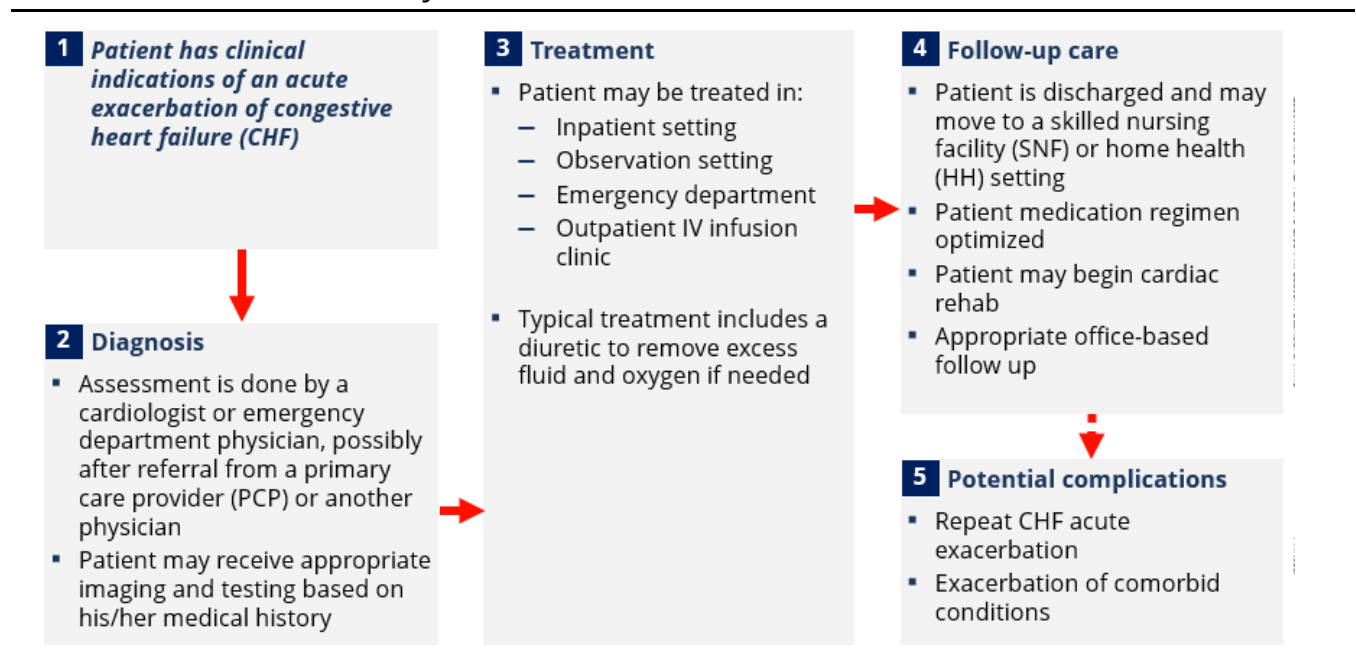 1 Patient has clinical
indications of an acute
exacerbation of congestive
heart failure (CHF)
2 Diagnosis
▪ Assessment is done by a
cardiologist or emergency
department physician, possibly
after referral from a primary
care provider (PCP) or another
physician
▪ Patient may receive appropriate
imaging and testing based on
his/her medical history
3 Treatment
▪ Patient may be treated in:
– Inpatient setting
– Observation setting
– Emergency department
– Outpatient IV infusion
clinic
▪ Typical treatment includes a
diuretic to remove excess
fluid and oxygen if needed
4 Follow-up care
▪ Patient is discharged and may
move to a skilled nursing
facility (SNF) or home health
(HH) setting
▪ Patient medication regimen
optimized
▪ Patient may begin cardiac
rehab
▪ Appropriate office-based
follow up
5 Potential complications
▪ Repeat CHF acute
exacerbation
▪ Exacerbation of comorbid
conditions